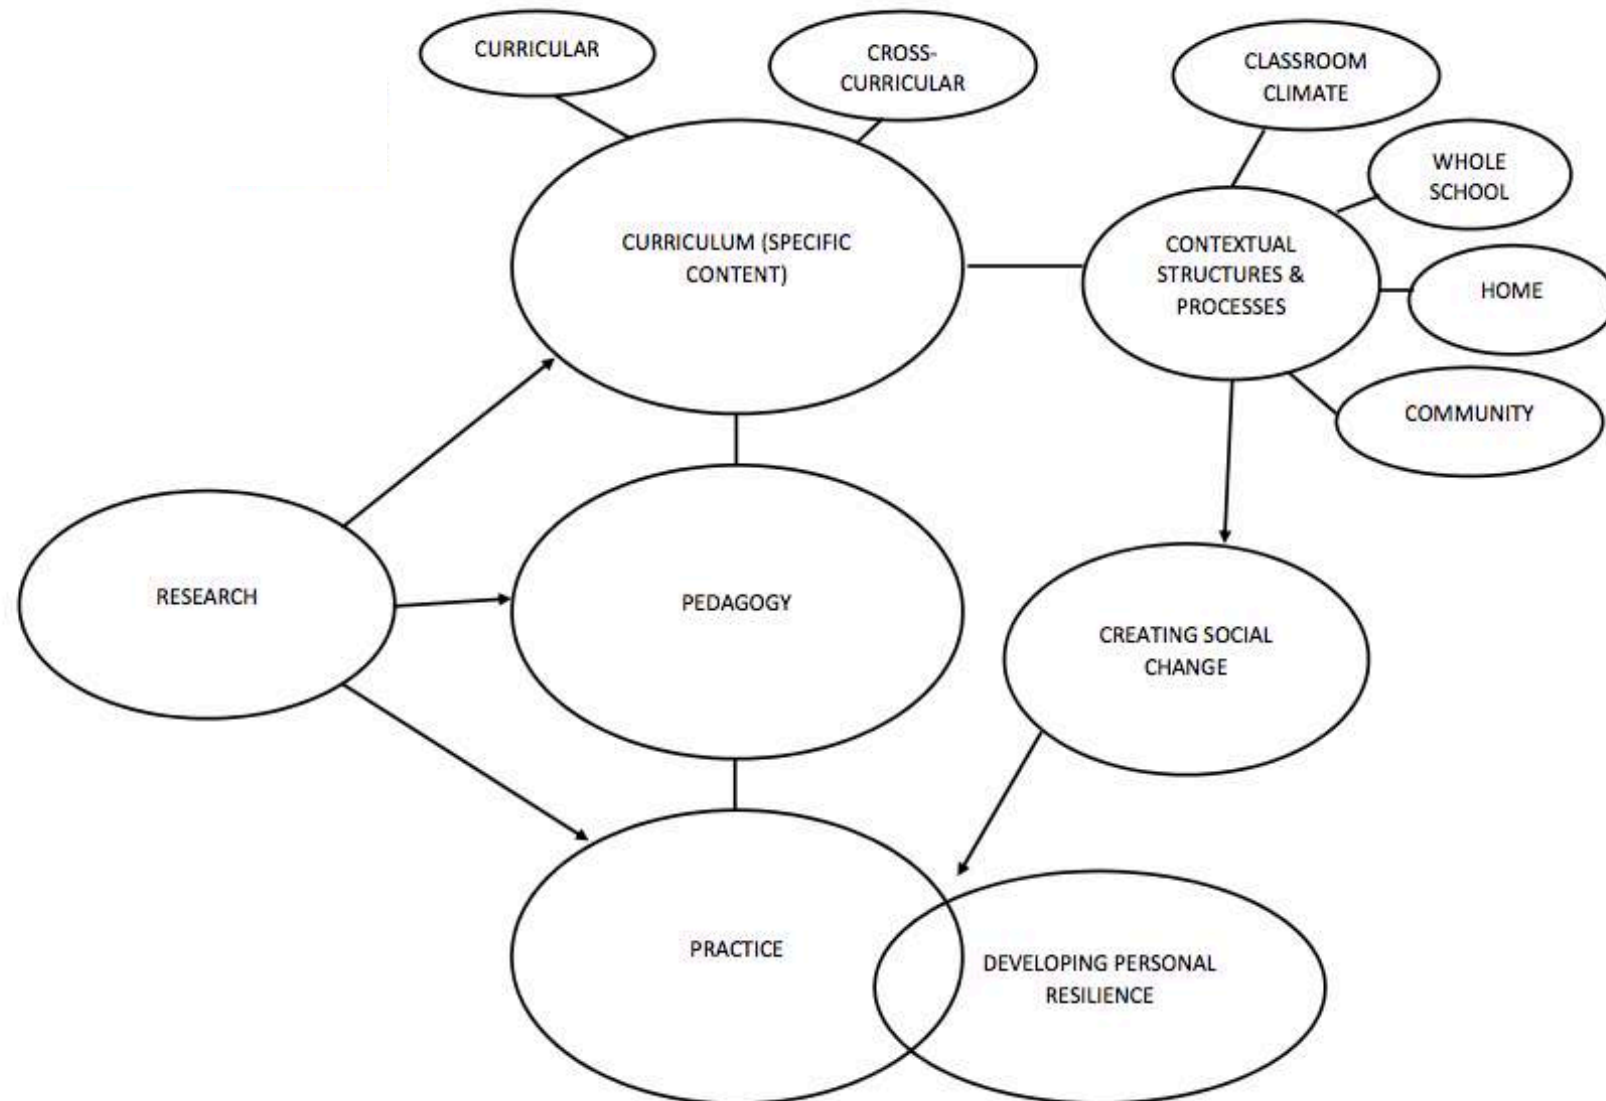 CURRICULAR
CROSS-
CURRICULAR
CLASSROOM
CLIMATE
WHOLE
SCHOOL
CURRICULUM (SPECIFIC
CONTENT)
CONTEXTUAL
STRUCTURES &
PROCESSES
HOME
COMMUNITY
RESEARCH
PEDAGOGY
CREATING SOCIAL
CHANGE
PRACTICE
DEVELOPING PERSONAL
RESILIENCE